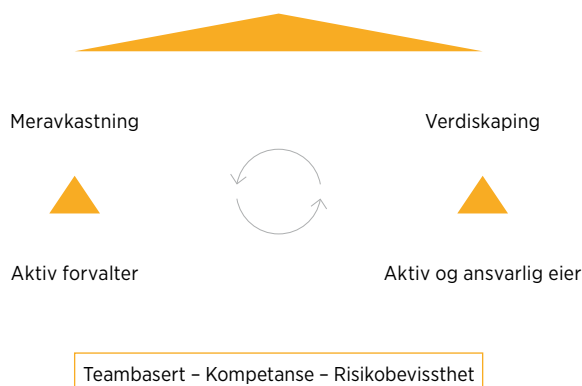 Meravkastning
Verdiskaping
Aktiv forvalter
Aktiv og ansvarlig eier
Teambasert – Kompetanse – Risikobevissthet